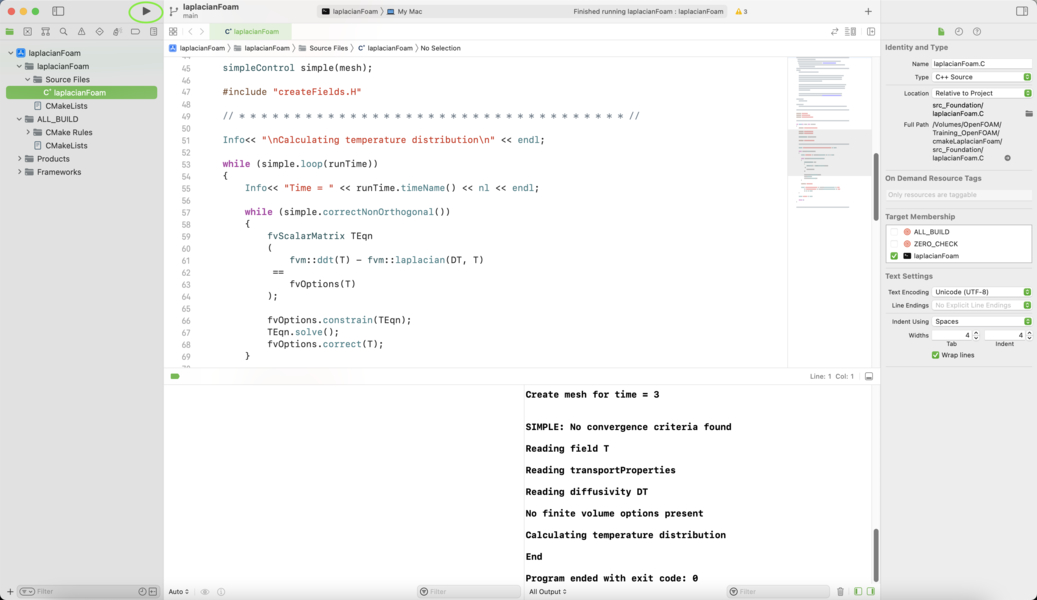 laplacianFoam
main
laplacianFoam
My Mac
Finished running laplacianFoam : laplacianFoam
3
C⁺ laplacianFoam
laplacianFoam
laplacianFoam
Source Files
C⁺ laplacianFoam
No Selection
laplacianFoam
laplacianFoam
Source Files
C⁺ laplacianFoam
CMakeLists
ALL_BUILD
CMake Rules
CMakeLists
Products
Frameworks
45 simpleControl simple(mesh);
46
47 #include "createFields.H"
48
49 // * * * * * * * * * * * * * * * * * * * * * * * * * * * * * * * * * * * //
50
51 Info<< "\nCalculating temperature distribution\n" << endl;
52
53 while (simple.loop(runTime))
54 {
55 Info<< "Time = " << runTime.timeName() << nl << endl;
56
57 while (simple.correctNonOrthogonal())
58 {
59 fvScalarMatrix TEqn
60 (
61 fvm::ddt(T) - fvm::laplacian(DT, T)
62 ==
63 fvOptions(T)
64 );
65
66 fvOptions.constrain(TEqn);
67 TEqn.solve();
68 fvOptions.correct(T);
69 }
Line: 1 Col: 1
Create mesh for time = 3
SIMPLE: No convergence criteria found
Reading field T
Reading transportProperties
Reading diffusivity DT
No finite volume options present
Calculating temperature distribution
End
Program ended with exit code: 0
Identity and Type
Name laplacianFoam.C
Type C++ Source
Location Relative to Project
src_Foundation/
laplacianFoam.C
Full Path /Volumes/OpenFOAM/
Training_OpenFOAM/
cmakeLaplacianFoam/
src_Foundation/
laplacianFoam.C
On Demand Resource Tags
Only resources are taggable
Target Membership
ALL_BUILD
ZERO_CHECK
laplacianFoam
Text Settings
Text Encoding Unicode (UTF-8)
Line Endings No Explicit Line Endings
Indent Using Spaces
Widths 4 4
Tab Indent
Wrap lines
Filter
Auto
Filter
All Output
Filter